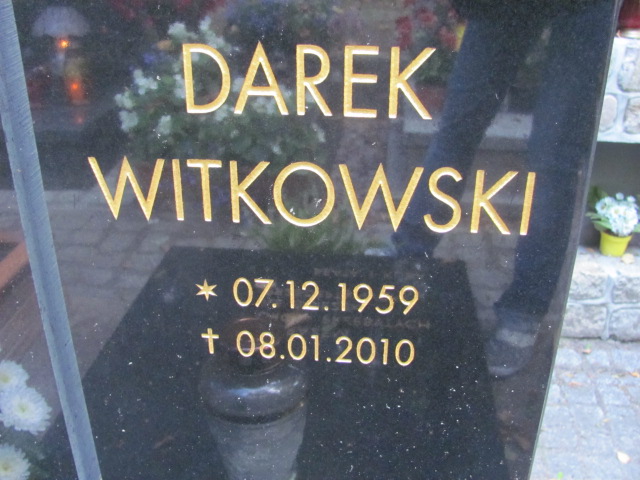 DAREK
WITKOWSKI
* 07.12.1959
† 08.01.2010